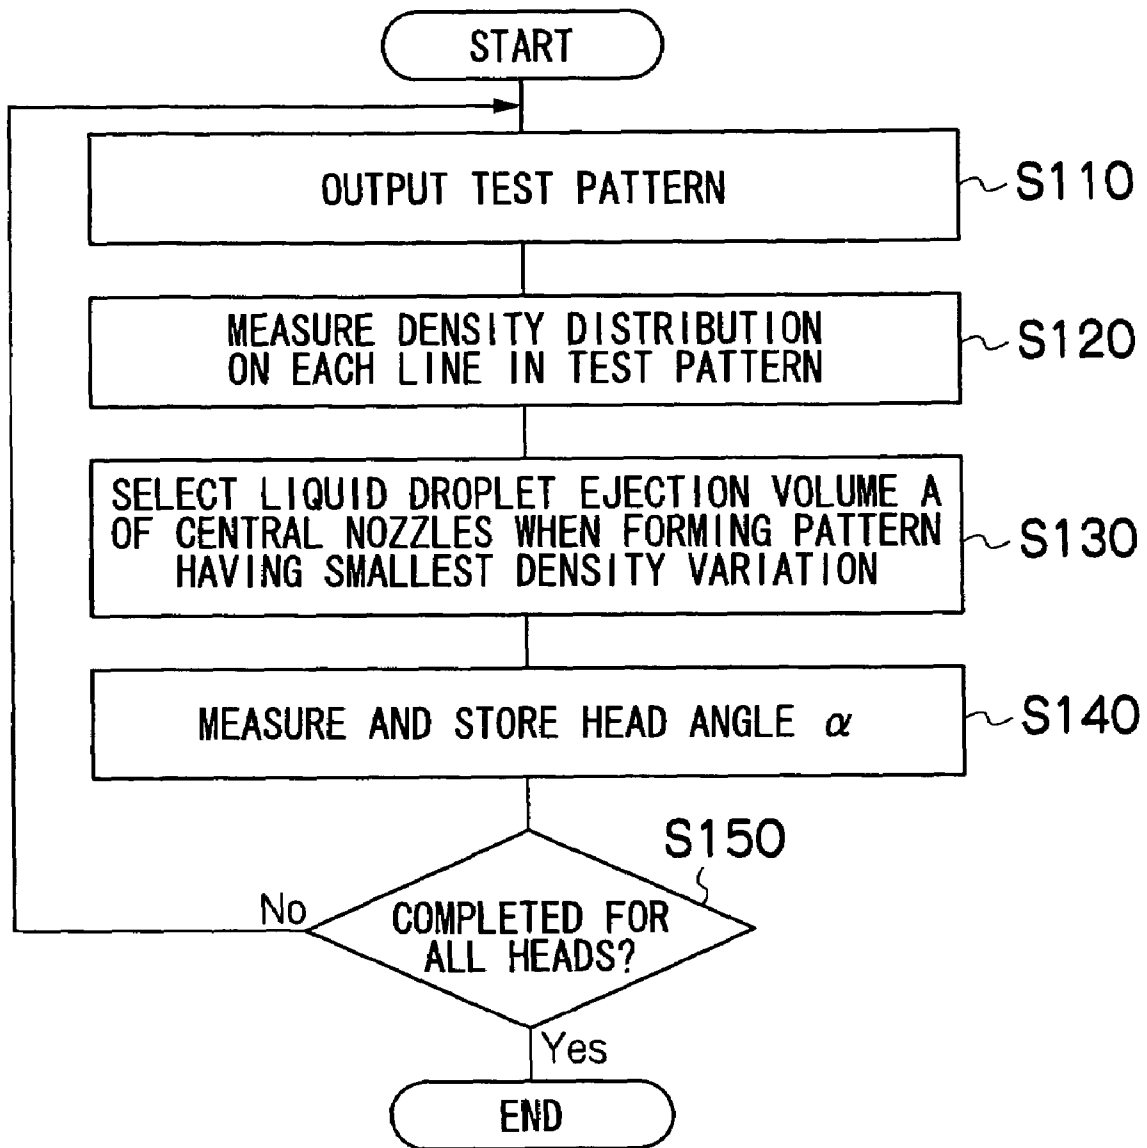 START
OUTPUT TEST PATTERN
S110
MEASURE DENSITY DISTRIBUTION
ON EACH LINE IN TEST PATTERN
S120
SELECT LIQUID DROPLET EJECTION VOLUME A
OF CENTRAL NOZZLES WHEN FORMING PATTERN
HAVING SMALLEST DENSITY VARIATION
S130
MEASURE AND STORE HEAD ANGLE α
S140
S150
No
COMPLETED FOR
ALL HEADS?
Yes
END